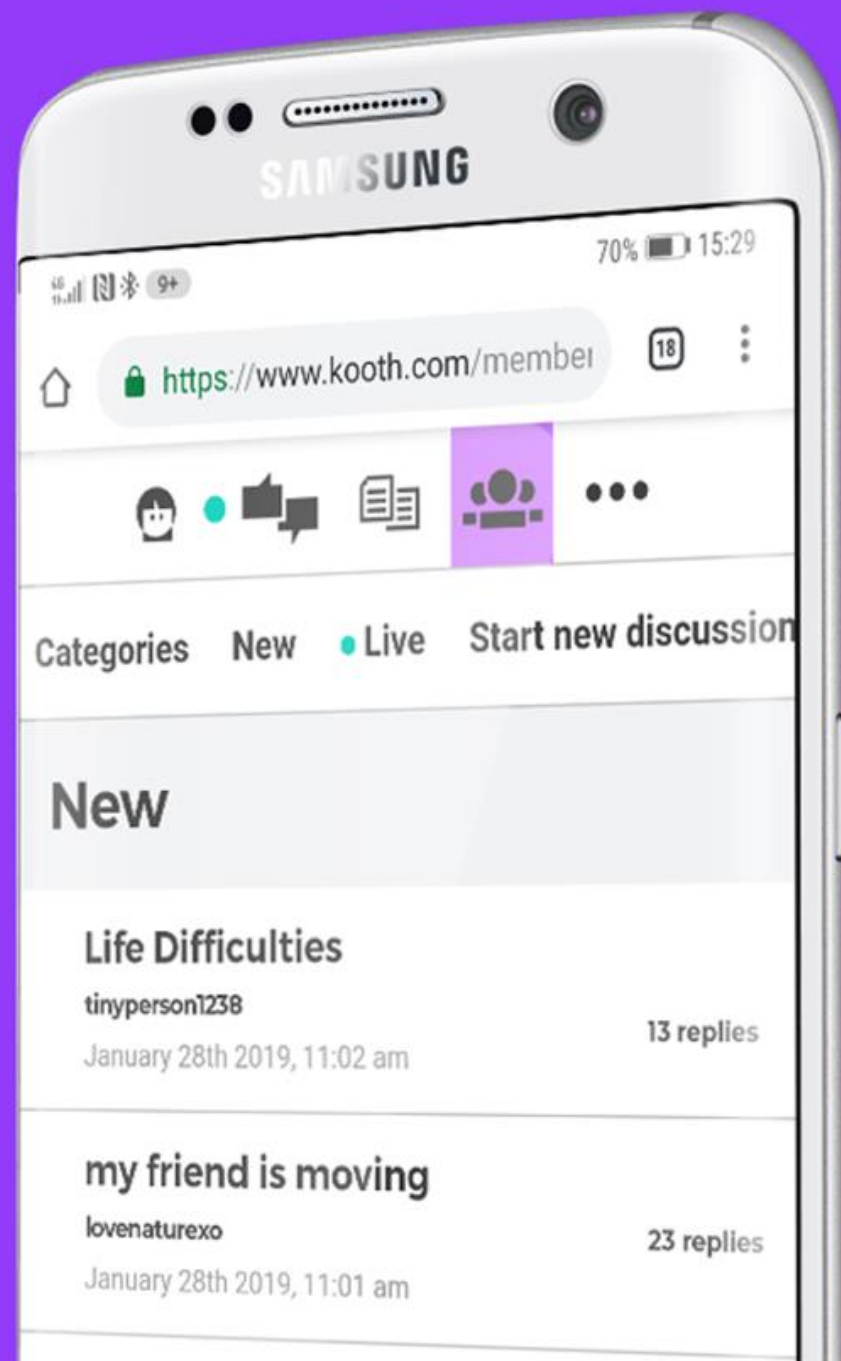 SAMSUNG
9+ 70% 15:29
https://www.kooth.com/member 18
Categories New Live Start new discussion
New
Life Difficulties
tinyperson1238
13 replies
January 28th 2019, 11:02 am
my friend is moving
lovenaturexo
23 replies
January 28th 2019, 11:01 am